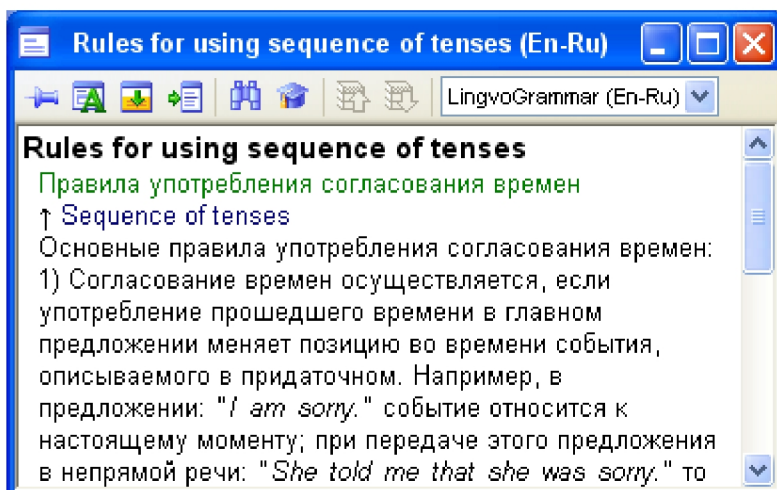 Rules for using sequence of tenses (En-Ru)
LingvoGrammar (En-Ru)
Rules for using sequence of tenses
Правила употребления согласования времен
↑ Sequence of tenses
Основные правила употребления согласования времен:
1) Согласование времен осуществляется, если
употребление прошедшего времени в главном
предложении меняет позицию во времени события,
описываемого в придаточном. Например, в
предложении: "I am sorry." событие относится к
настоящему моменту; при передаче этого предложения
в непрямой речи: "She told me that she was sorry." то